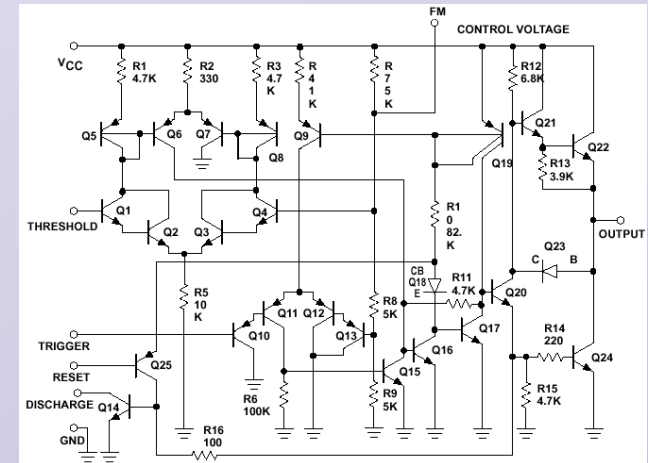 FM
CONTROL VOLTAGE
VCC
R1
4.7K
R2
330
R3
4.7
K
R
4
1
K
R
7
5
K
R12
6.8K
Q21
Q5
Q6
Q7
Q8
Q9
Q19
Q22
R13
3.9K
THRESHOLD
Q1
Q2
Q3
Q4
R1
0
82.
K
OUTPUT
Q23
C
B
CB
Q18
E
R11
4.7K
Q20
R5
10
K
Q11
Q12
R8
5K
Q10
Q13
Q17
TRIGGER
R14
220
Q16
Q24
RESET
Q25
Q15
R9
5K
R6
100K
R15
4.7K
DISCHARGE
Q14
GND
R16
100